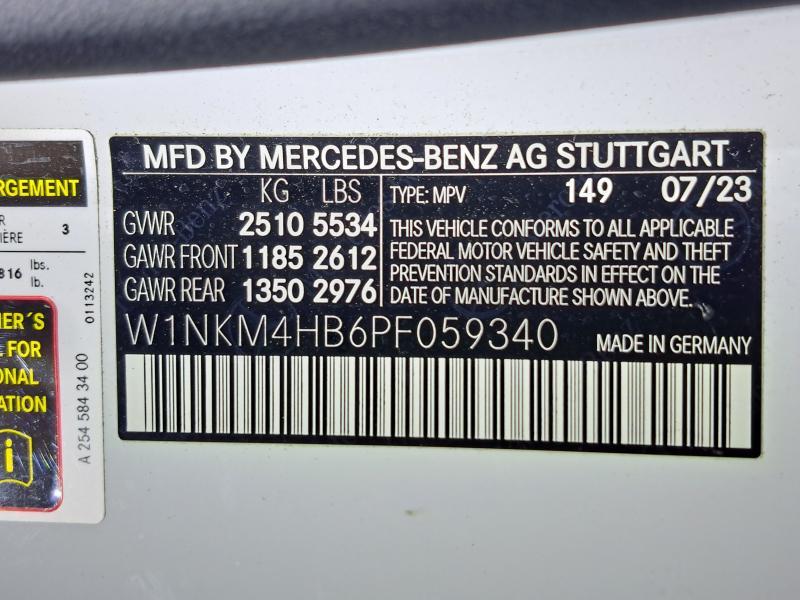 RGEMENT
3
816 lbs.
lb.
0113242
A 254 584 34 00
L FOR
i
MFD BY MERCEDES-BENZ AG STUTTGART
KG LBS
GVWR 2510 5534
GAWR FRONT 1185 2612
GAWR REAR 1350 2976
TYPE: MPV 149 07/23
THIS VEHICLE CONFORMS TO ALL APPLICABLE
FEDERAL MOTOR VEHICLE SAFETY AND THEFT
PREVENTION STANDARDS IN EFFECT ON THE
DATE OF MANUFACTURE SHOWN ABOVE.
W1NKM4HB6PF059340 MADE IN GERMANY